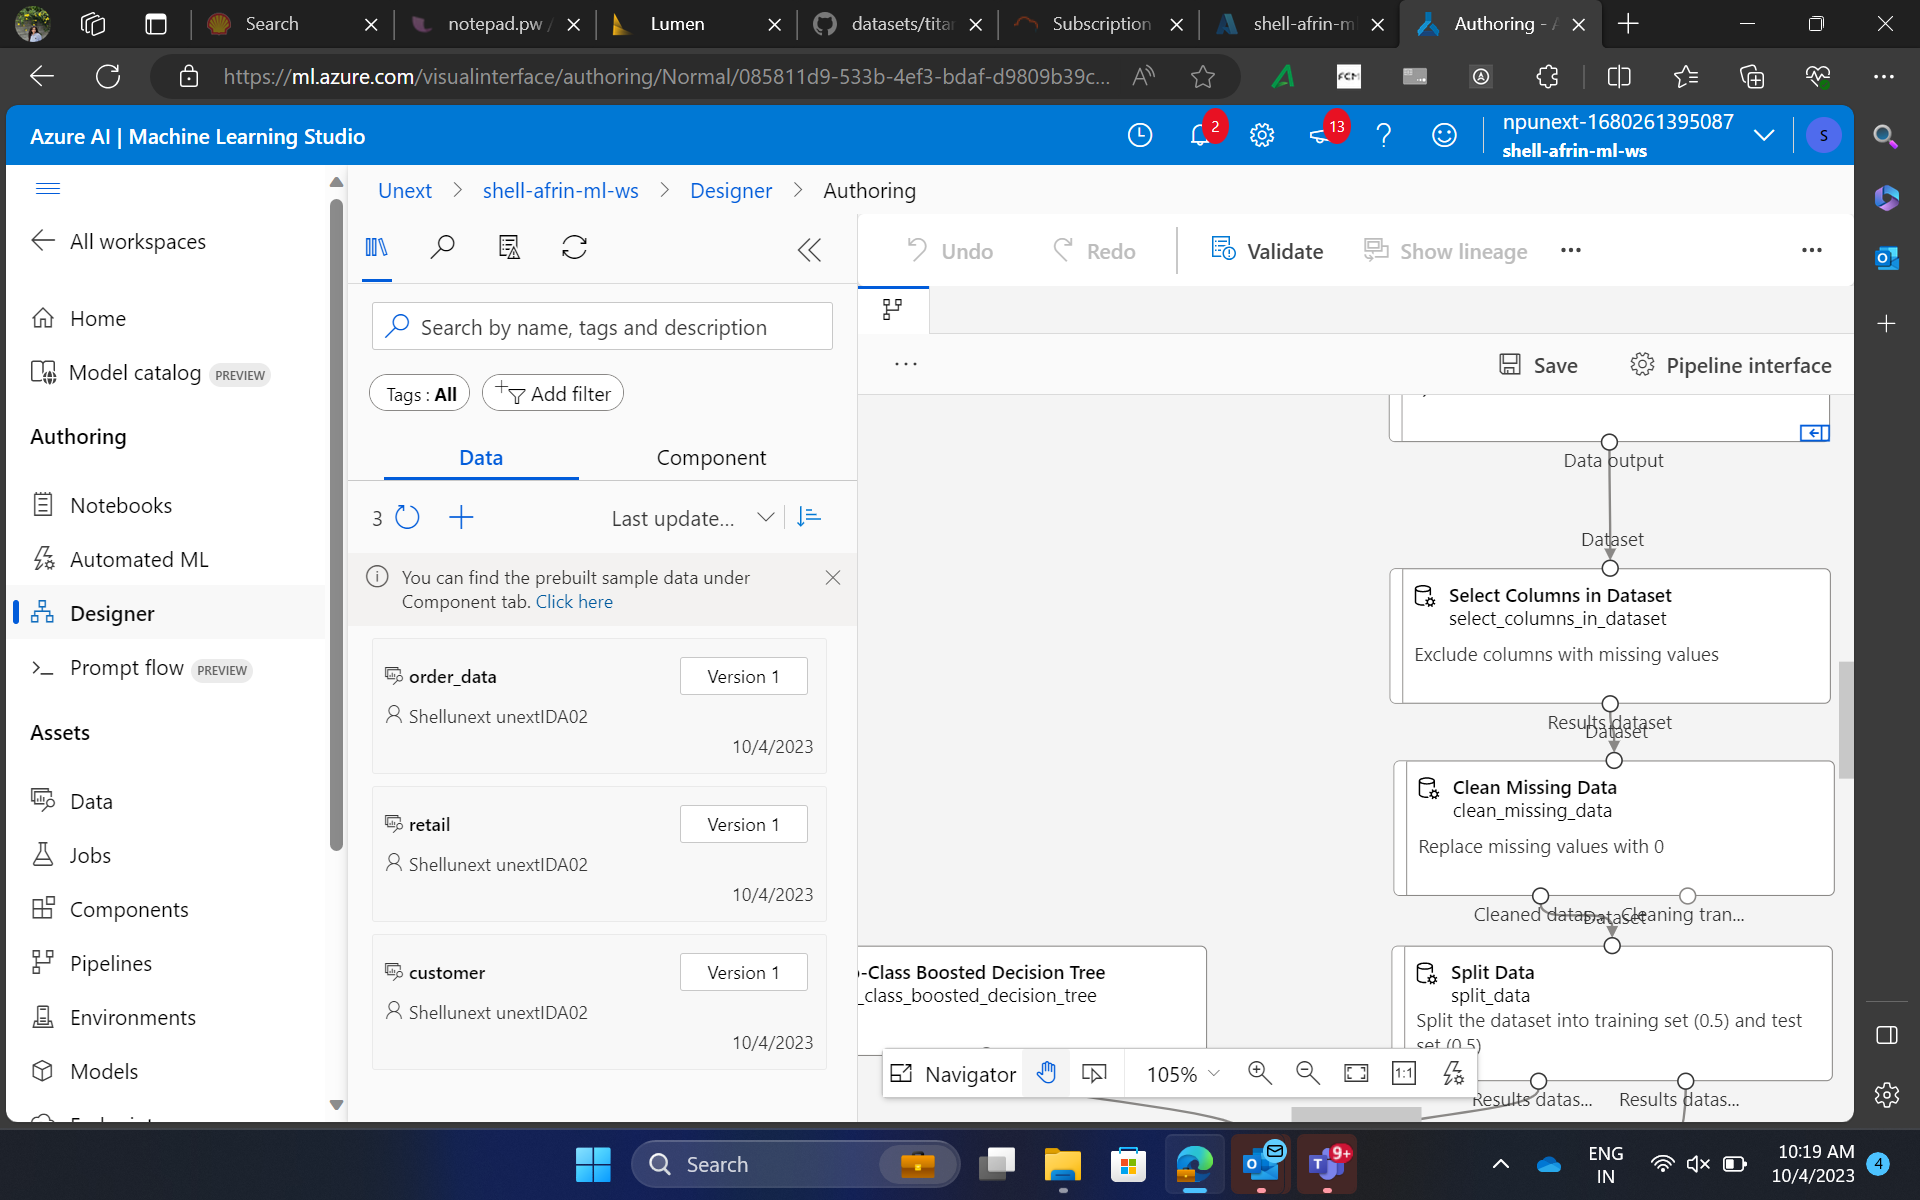 Search
notepad.pw /
Lumen
datasets/tita
Subscription
shell-afrin-ml
Authoring - A
https://ml.azure.com/visualinterface/authoring/Normal/085811d9-533b-4ef3-bdaf-d9809b39c...
FCM
Azure AI | Machine Learning Studio
2
13
npunext-1680261395087
shell-afrin-ml-ws
S
All workspaces
Home
Model catalog PREVIEW
Authoring
Notebooks
Automated ML
Designer
Prompt flow PREVIEW
Assets
Data
Jobs
Components
Pipelines
Environments
Models
Unext > shell-afrin-ml-ws > Designer > Authoring
Search by name, tags and description
Tags : All
Add filter
Data
Component
3
Last update...
You can find the prebuilt sample data under
Component tab. Click here
order_data
Version 1
Shellunext unextIDA02
10/4/2023
retail
Version 1
Shellunext unextIDA02
10/4/2023
customer
Version 1
Shellunext unextIDA02
10/4/2023
Undo
Redo
Validate
Show lineage
Save
Pipeline interface
Data output
Dataset
Select Columns in Dataset
select_columns_in_dataset
Exclude columns with missing values
Results dataset
Dataset
Clean Missing Data
clean_missing_data
Replace missing values with 0
Cleaned datas...
Dataset
Cleaning tran...
o-Class Boosted Decision Tree
_class_boosted_decision_tree
Split Data
split_data
Split the dataset into training set (0.5) and test
set (0.5)
Results datas...
Results datas...
Navigator
105%
1:1
Search
9+
ENG
IN
10:19 AM
10/4/2023
4